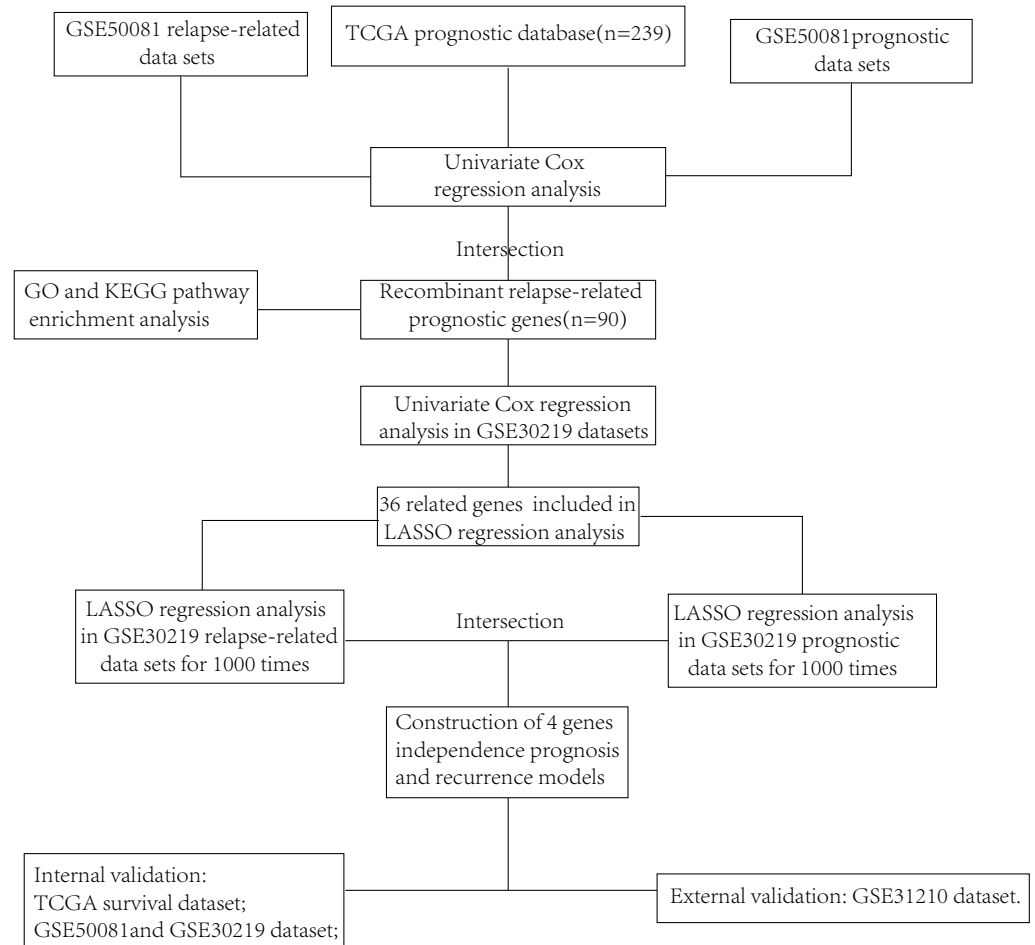 GSE50081 relapse-related
data sets
TCGA prognostic database(n=239)
GSE50081prognostic
data sets
Univariate Cox
regression analysis
Intersection
GO and KEGG pathway
enrichment analysis
Recombinant relapse-related
prognostic genes(n=90)
Univariate Cox regression
analysis in GSE30219 datasets
36 related genes included in
LASSO regression analysis
LASSO regression analysis
in GSE30219 relapse-related
data sets for 1000 times
Intersection
LASSO regression analysis
in GSE30219 prognostic
data sets for 1000 times
Construction of 4 genes
independence prognosis
and recurrence models
Internal validation:
TCGA survival dataset;
GSE50081and GSE30219 dataset;
External validation: GSE31210 dataset.